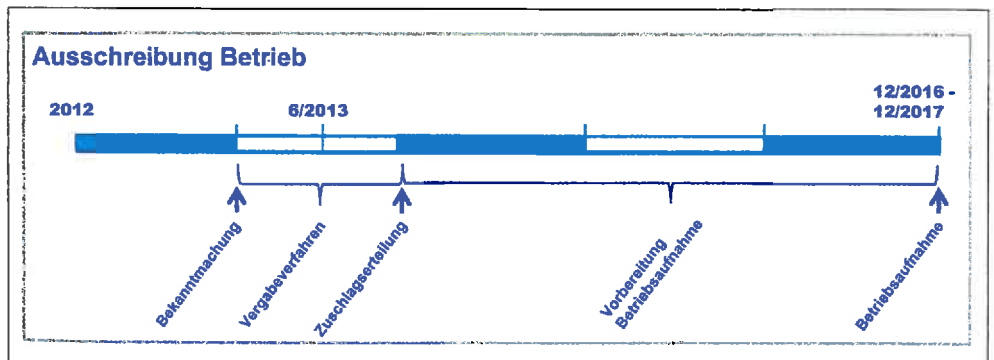 Ausschreibung Betrieb
2012
6/2013
12/2016 -
12/2017
Bekanntmachung
Vergabeverfahren
Zuschlagserteilung
Vorbereitung
Betriebsaufnahme
Betriebsaufnahme